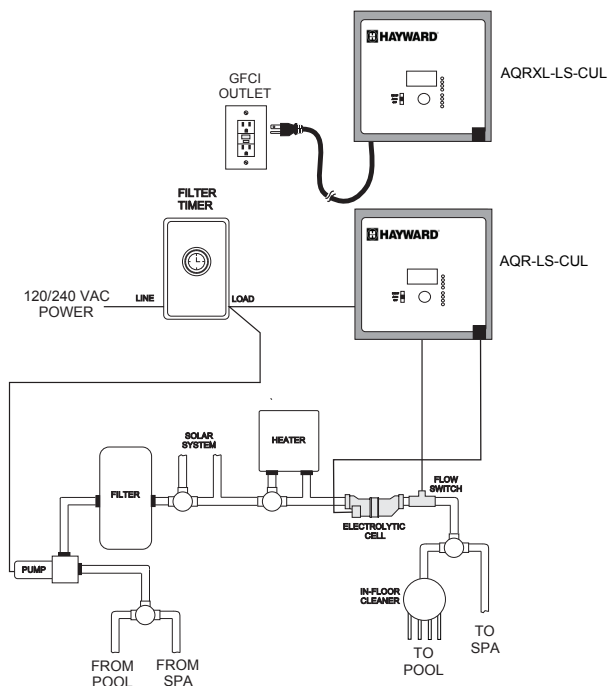 HAYWARD
AQRXL-LS-CUL
GFCI
OUTLET
FILTER
TIMER
HAYWARD
AQR-LS-CUL
120/240 VAC
POWER
LINE
LOAD
SOLAR
SYSTEM
HEATER
FILTER
FLOW
SWITCH
ELECTROLYTIC
CELL
PUMP
IN-FLOOR
CLEANER
FROM
POOL
FROM
SPA
TO
POOL
TO
SPA